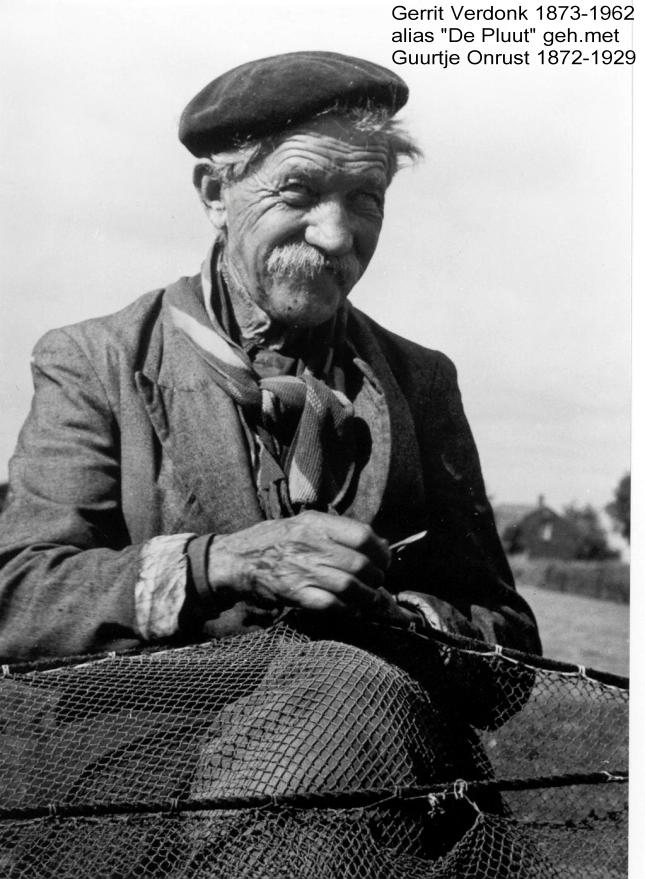 Gerrit Verdonk 1873-1962
alias "De Pluut" geh.met
Guurtje Onrust 1872-1929